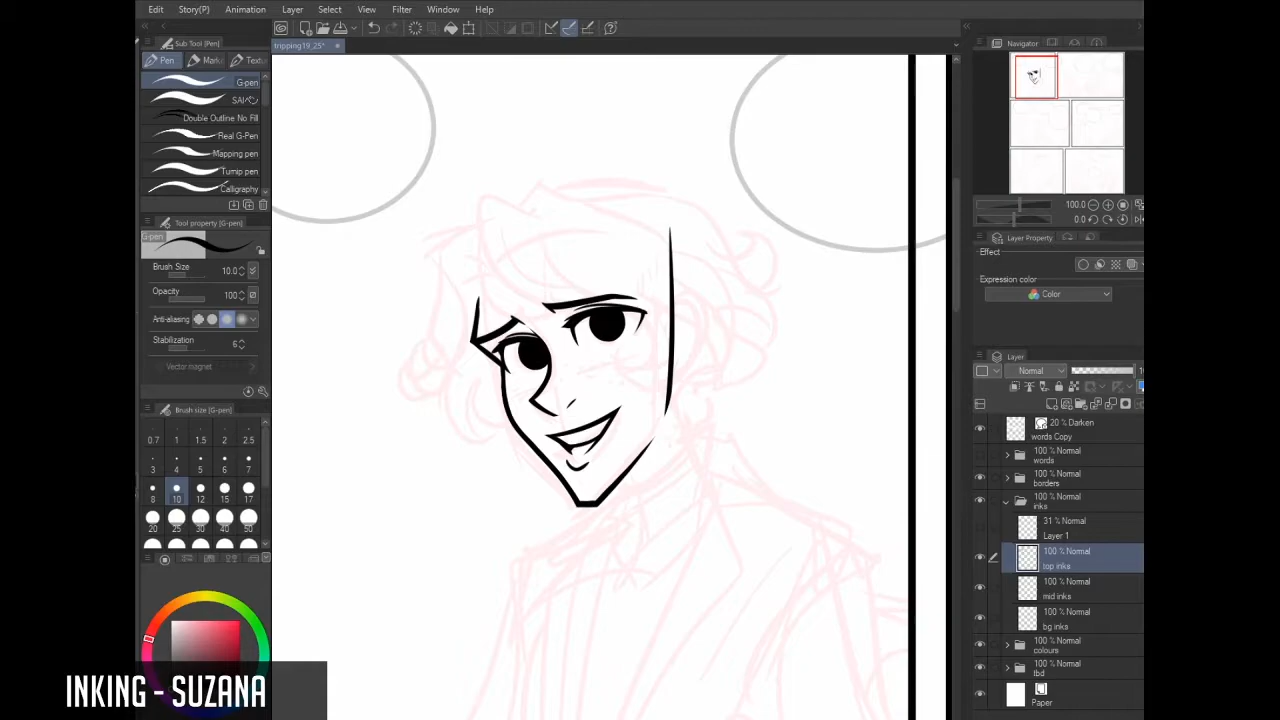 Edit Story(P) Animation Layer Select View Filter Window Help
Sub Tool [Pen]
tripping19_25*
Navigator
Pen Mark Textur
G-pen
SAI
Double Outline No Fill
Real G-Pen
Mapping pen
Turnip pen
Calligraphy
100.0
0.0
Tool property [G-pen]
G-pen
Brush Size 10.0
Opacity 100
Anti-aliasing
Stabilization 6
Vector magnet
Layer Property
Effect
Expression color
Color
Layer
Normal
Brush size [G-pen]
0.7 1 1.5 2 2.5
3 4 5 6 7
8 10 12 15 17
20 25 30 40 50
20 % Darken
words Copy
100 % Normal
words
100 % Normal
borders
100 % Normal
inks
31 % Normal
Layer 1
100 % Normal
top inks
100 % Normal
mid inks
100 % Normal
bg inks
100 % Normal
colours
100 % Normal
tbd
Paper
INKING - SUZANA